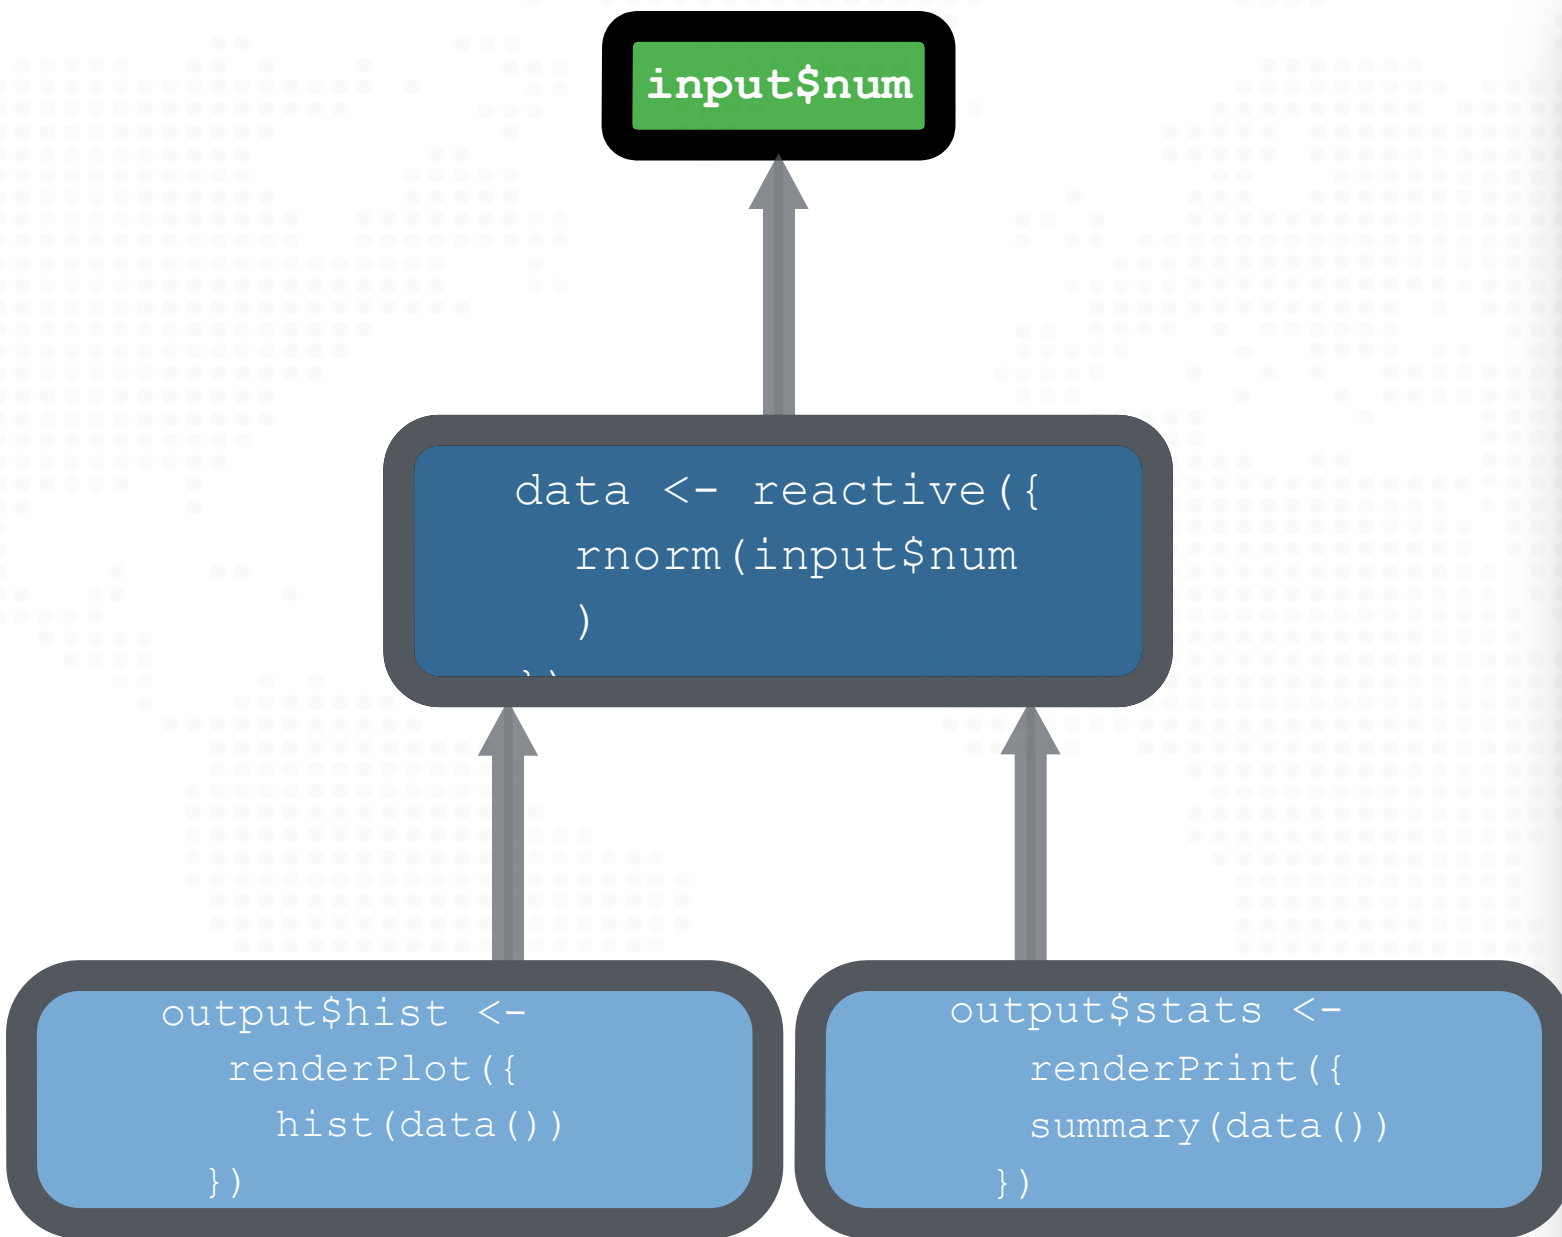 input$num
data <- reactive({
rnorm(input$num
)
})
output$hist <-
renderPlot({
hist(data())
})
output$stats <-
renderPrint({
summary(data())
})